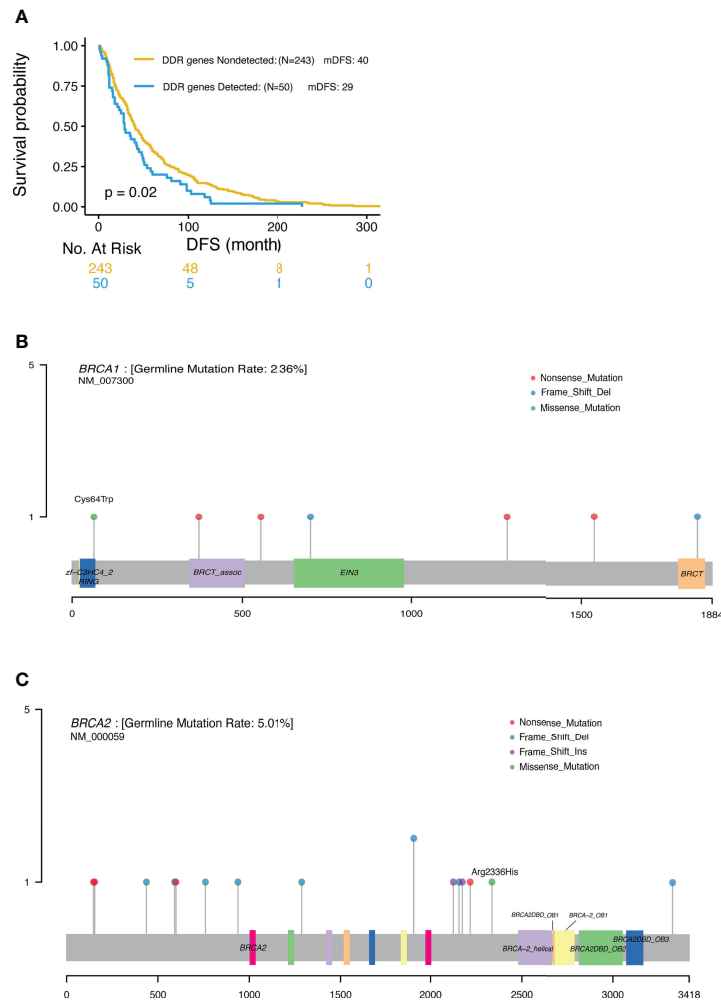 A
1.00
DDR genes Nondetected: (N=243) mDFS: 40
0.75
DDR genes Detected: (N=50) mDFS: 29
Survival probability
0.50
0.25
p = 0.02
0.00
0 100 200 300
No. At Risk DFS (month)
243 48 8 1
50 5 1 0
B
5
BRCA1 : [Germline Mutation Rate: 2.36%]
NM_007300
Nonsense_Mutation
Frame_Shift_Del
Missense_Mutation
Cys64Trp
1
zf-C3HC4_2
RING
BRCT_assoc
EIN3
BRCT
0 500 1000 1500 1884
C
5
BRCA2 : [Germline Mutation Rate: 5.01%]
NM_000059
Nonsense_Mutation
Frame_Shift_Del
Frame_Shift_Ins
Missense_Mutation
Arg2336His
1
BRCA2DBD_OB1
BRCA-2_OB1
BRCA2
BRCA-2_helical
BRCA2DBD_OB2
BRCA2DBD_OB3
0 500 1000 1500 2000 2500 3000 3418